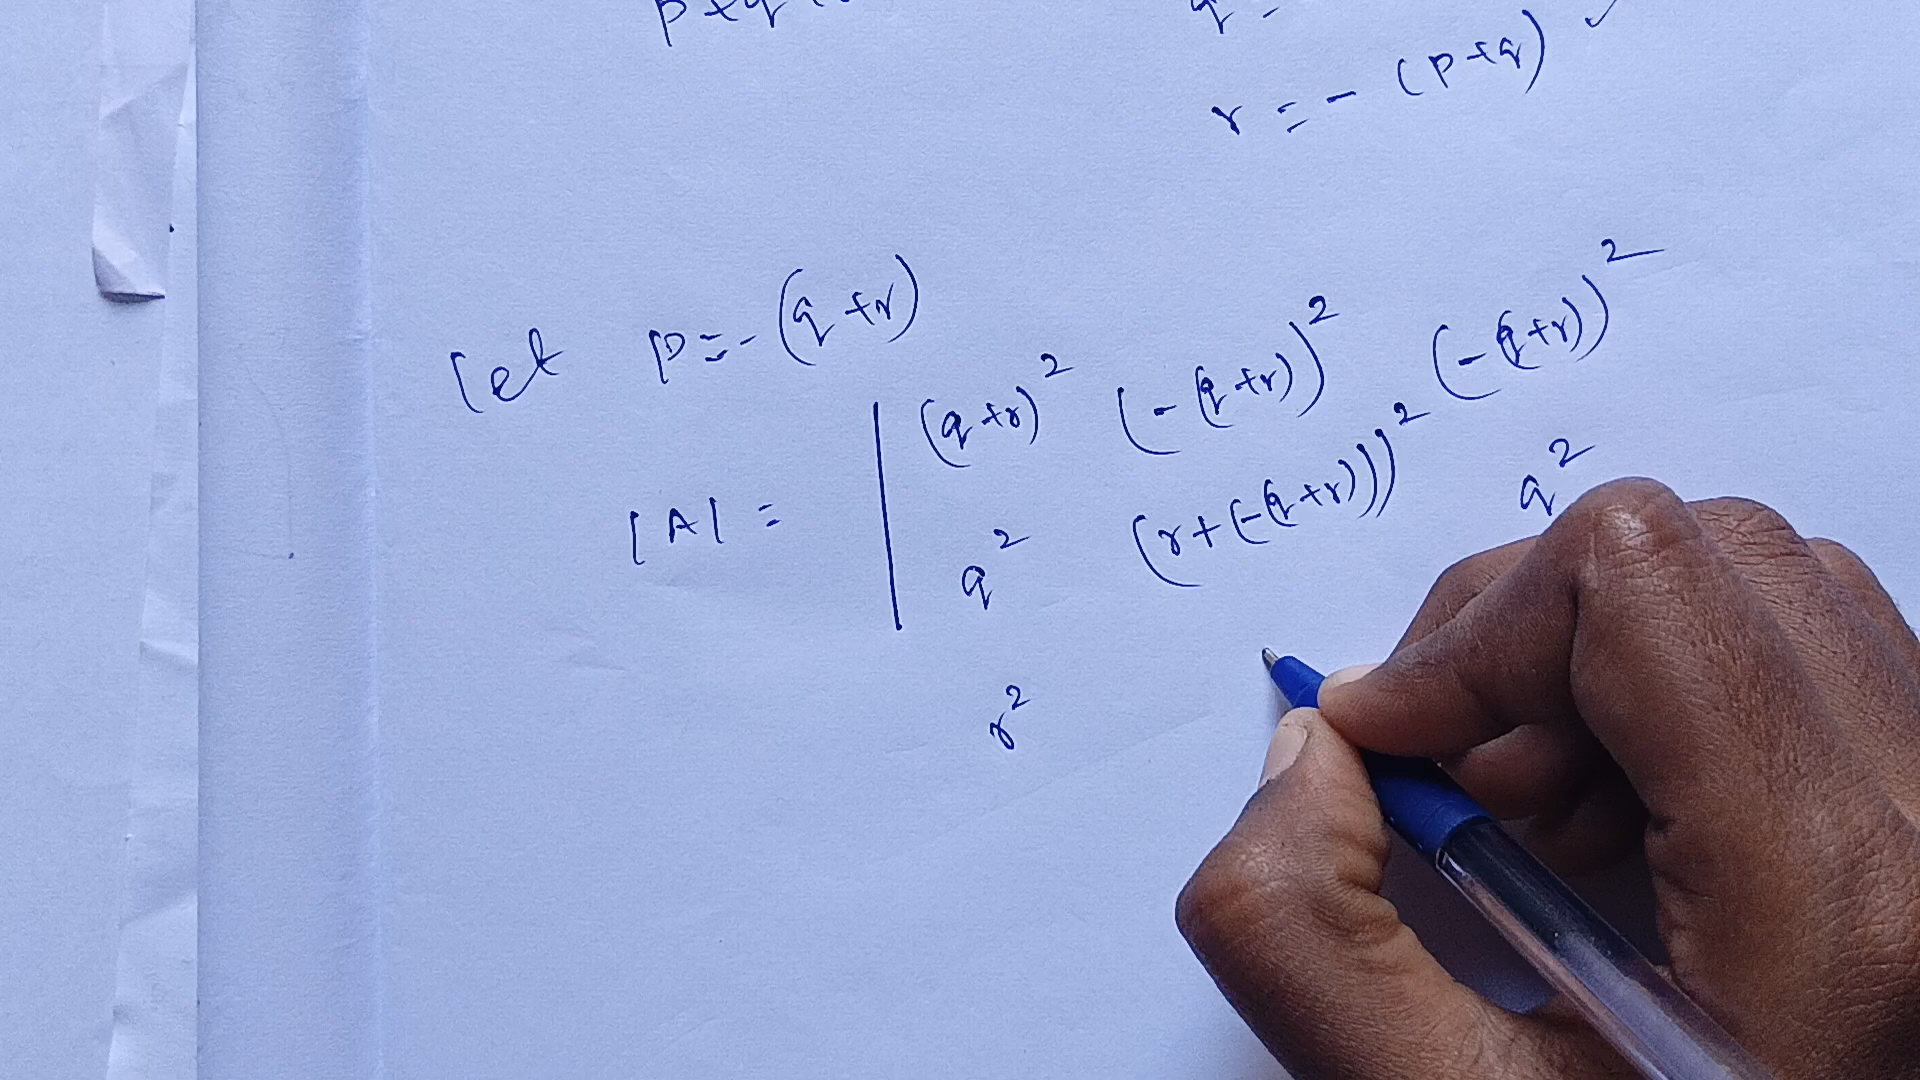 r = - (p+q)
Let p = - (q+r)
|A| = | (q+r)² (-(q+r))² (-(q+r))²
q² (r+(-(q+r)))² q²
r²